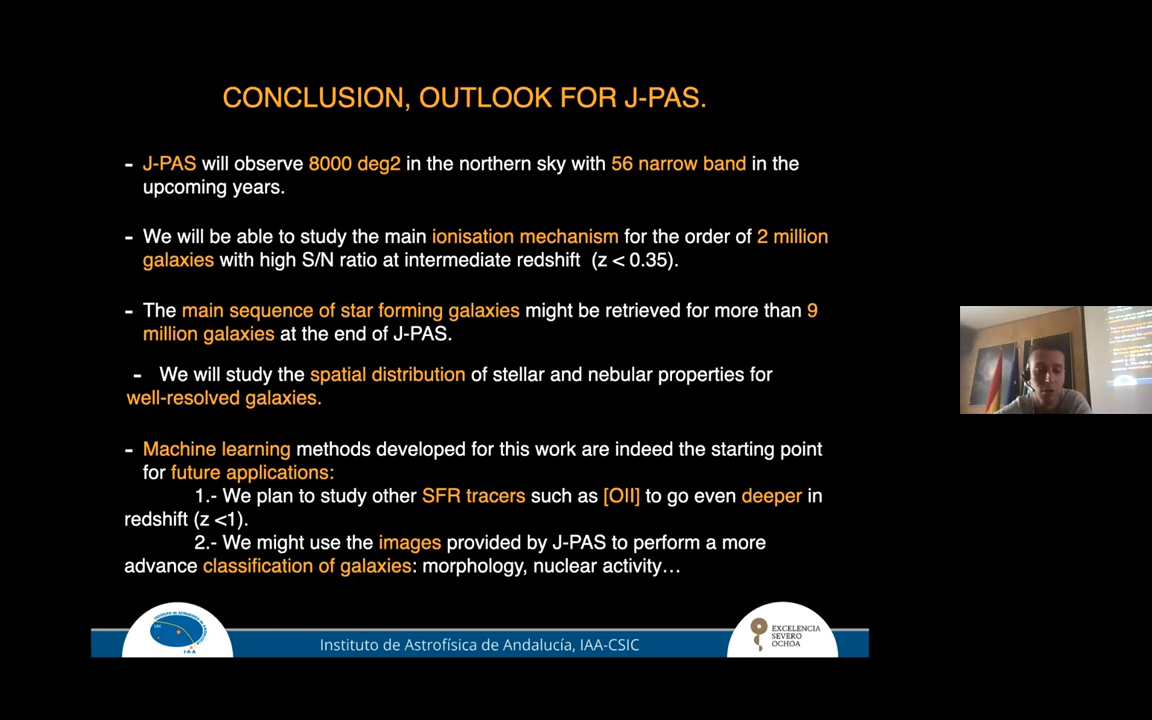 CONCLUSION, OUTLOOK FOR J-PAS.
- J-PAS will observe 8000 deg2 in the northern sky with 56 narrow band in the
upcoming years.
- We will be able to study the main ionisation mechanism for the order of 2 million
galaxies with high S/N ratio at intermediate redshift (z < 0.35).
- The main sequence of star forming galaxies might be retrieved for more than 9
million galaxies at the end of J-PAS.
- We will study the spatial distribution of stellar and nebular properties for
well-resolved galaxies.
- Machine learning methods developed for this work are indeed the starting point
for future applications:
1.- We plan to study other SFR tracers such as [OII] to go even deeper in
redshift (z <1).
2.- We might use the images provided by J-PAS to perform a more
advance classification of galaxies: morphology, nuclear activity…
INSTITUTO DE ASTROFÍSICA DE ANDALUCÍA
CSIC
I·A·A
Instituto de Astrofísica de Andalucía, IAA-CSIC
EXCELENCIA
SEVERO
OCHOA